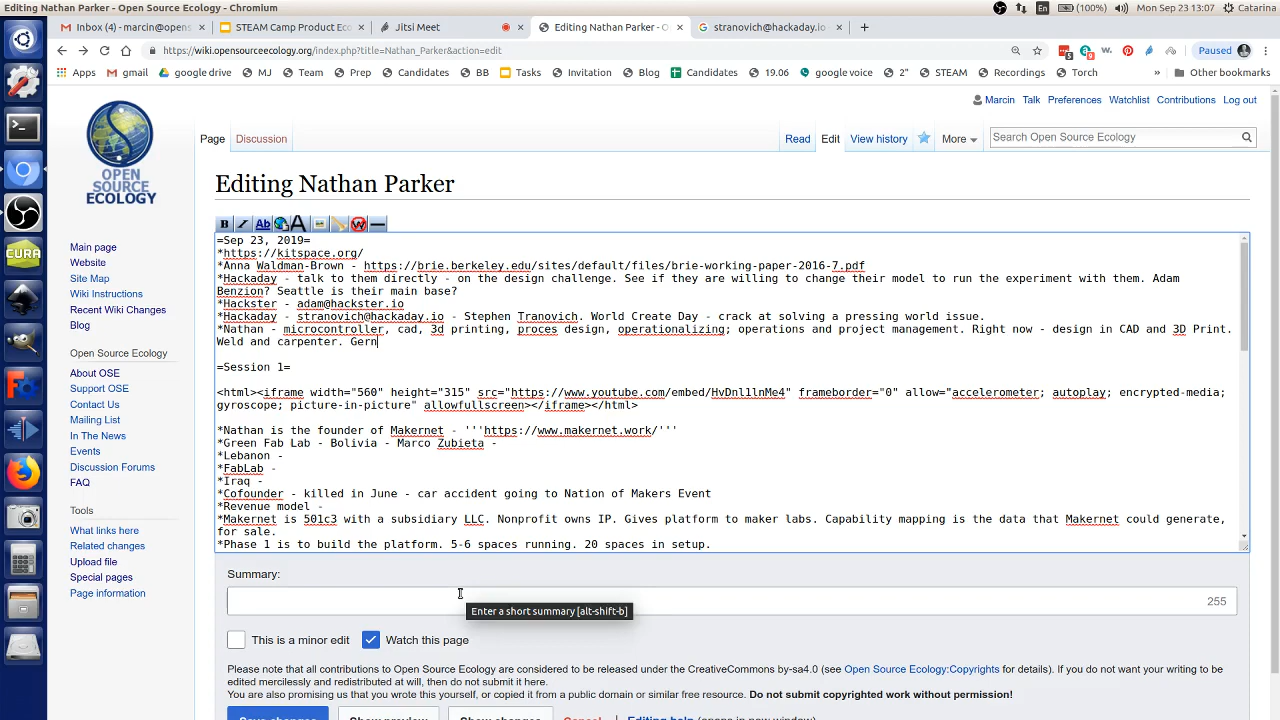 Editing Nathan Parker - Open Source Ecology - Chromium
En
(100%)
Mon Sep 23 13:07
Catarina
Inbox (4) - marcin@opens
STEAM Camp Product Ec
Jitsi Meet
Editing Nathan Parker - O
stranovich@hackaday.io
https://wiki.opensourceecology.org/index.php?title=Nathan_Parker&action=edit
Paused
Apps
gmail
google drive
MJ
Team
Prep
Candidates
BB
Tasks
Invitation
Blog
Candidates
19.06
google voice
2"
STEAM
Recordings
Torch
»
Other bookmarks
Marcin
Talk
Preferences
Watchlist
Contributions
Log out
OPEN
SOURCE
ECOLOGY
Page
Discussion
Read
Edit
View history
More
Search Open Source Ecology
Editing Nathan Parker
Main page
Website
Site Map
Wiki Instructions
Recent Wiki Changes
Blog
Open Source Ecology
About OSE
Support OSE
Contact Us
Mailing List
In The News
Events
Discussion Forums
FAQ
Tools
What links here
Related changes
Upload file
Special pages
Page information
B
I
Ab
A
=Sep 23, 2019=
*https://kitspace.org/
*Anna Waldman-Brown - https://brie.berkeley.edu/sites/default/files/brie-working-paper-2016-7.pdf
*Hackaday - talk to them directly - on the design challenge. See if they are willing to change their model to run the experiment with them. Adam
Benzion? Seattle is their main base?
*Hackster - adam@hackster.io
*Hackaday - stranovich@hackaday.io - Stephen Tranovich. World Create Day - crack at solving a pressing world issue.
*Nathan - microcontroller, cad, 3d printing, proces design, operationalizing; operations and project management. Right now - design in CAD and 3D Print.
Weld and carpenter. Gern
=Session 1=
<html><iframe width="560" height="315" src="https://www.youtube.com/embed/HvDnl1lnMe4" frameborder="0" allow="accelerometer; autoplay; encrypted-media;
gyroscope; picture-in-picture" allowfullscreen></iframe></html>
*Nathan is the founder of Makernet - '''https://www.makernet.work/'''
*Green Fab Lab - Bolivia - Marco Zubieta -
*Lebanon -
*FabLab -
*Iraq -
*Cofounder - killed in June - car accident going to Nation of Makers Event
*Revenue model -
*Makernet is 501c3 with a subsidiary LLC. Nonprofit owns IP. Gives platform to maker labs. Capability mapping is the data that Makernet could generate,
for sale.
*Phase 1 is to build the platform. 5-6 spaces running. 20 spaces in setup.
Summary:
255
Enter a short summary [alt-shift-b]
This is a minor edit
Watch this page
Please note that all contributions to Open Source Ecology are considered to be released under the CreativeCommons by-sa4.0 (see Open Source Ecology:Copyrights for details). If you do not want your writing to be
edited mercilessly and redistributed at will, then do not submit it here.
You are also promising us that you wrote this yourself, or copied it from a public domain or similar free resource. Do not submit copyrighted work without permission!
Save changes
Show preview
Show changes
Cancel
Editing help (opens in new window)
CURA